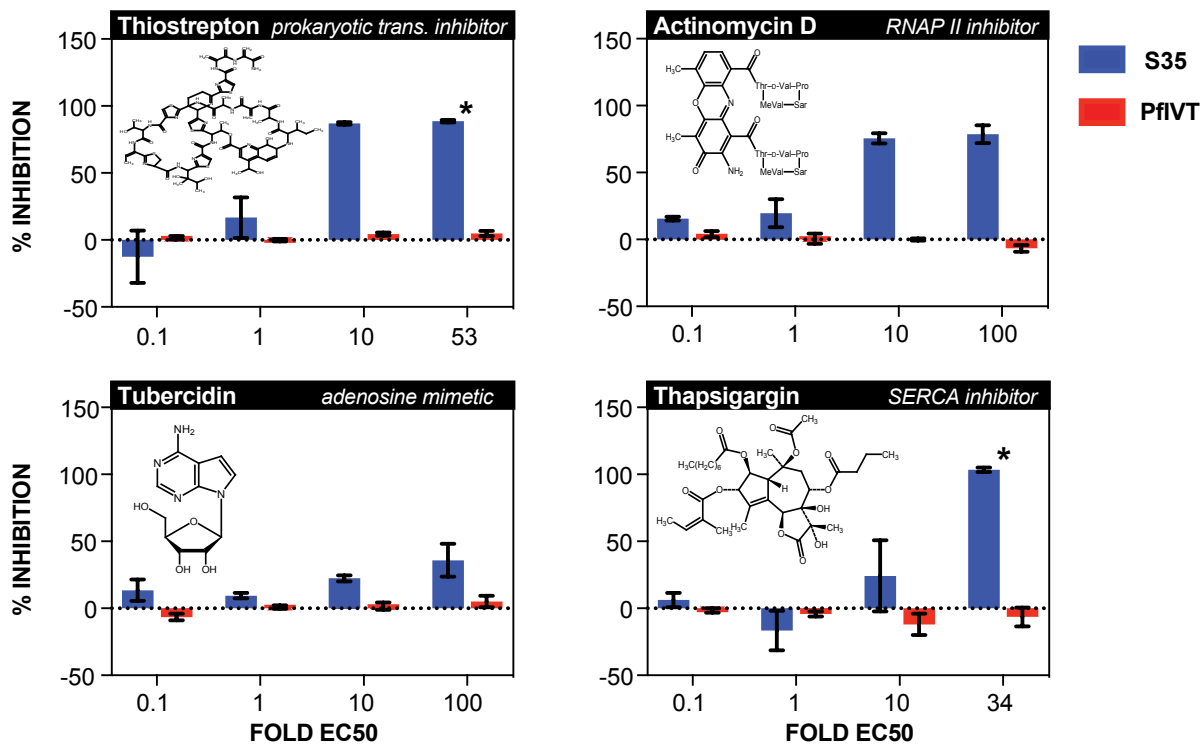 Thiostrepton prokaryotic trans. inhibitor
150
100
50
0
-50
% INHIBITION
*
0.1 1 10 53
Actinomycin D RNAP II inhibitor
150
100
50
0
-50
CH₃
O
N
O
CH₃
O
NH₂
O
Thr–D–Val–Pro
MeVal Sar
O
Thr–D–Val–Pro
MeVal Sar
0.1 1 10 100
S35
PfIVT
Tubercidin adenosine mimetic
150
100
50
0
-50
% INHIBITION
NH₂
N
N
N
HO
O
OH OH
0.1 1 10 100
FOLD EC50
Thapsigargin SERCA inhibitor
150
100
50
0
-50
O
CH₃
O
O
H₃C(H₂C)₆
O
H₃C
O
CH₃
O
H
O
O
O
OH
CH₃
CH₃
H₃C
O
O
CH₃
OH
*
0.1 1 10 34
FOLD EC50